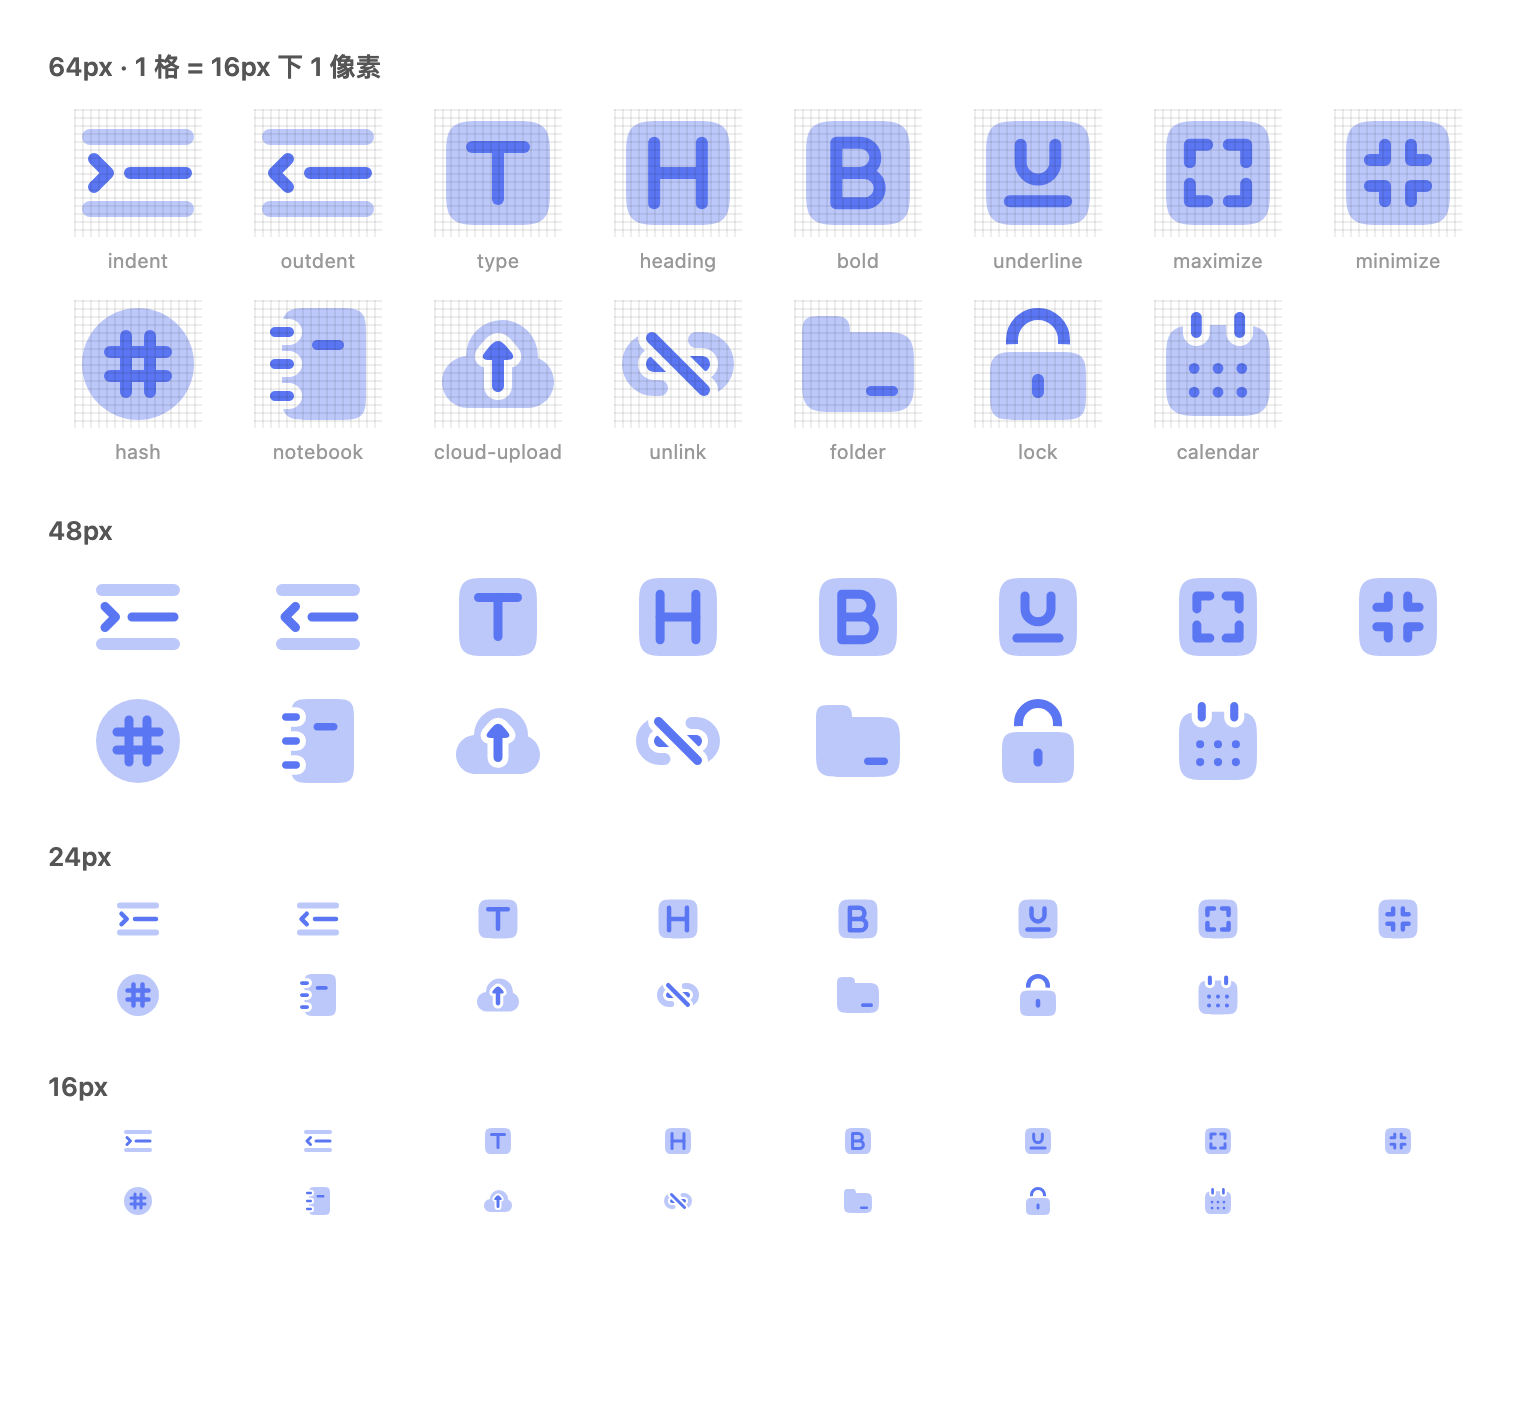 64px · 1 格 = 16px 下 1 像素
indent outdent type heading bold underline maximize minimize
hash notebook cloud-upload unlink folder lock calendar
48px
24px
16px